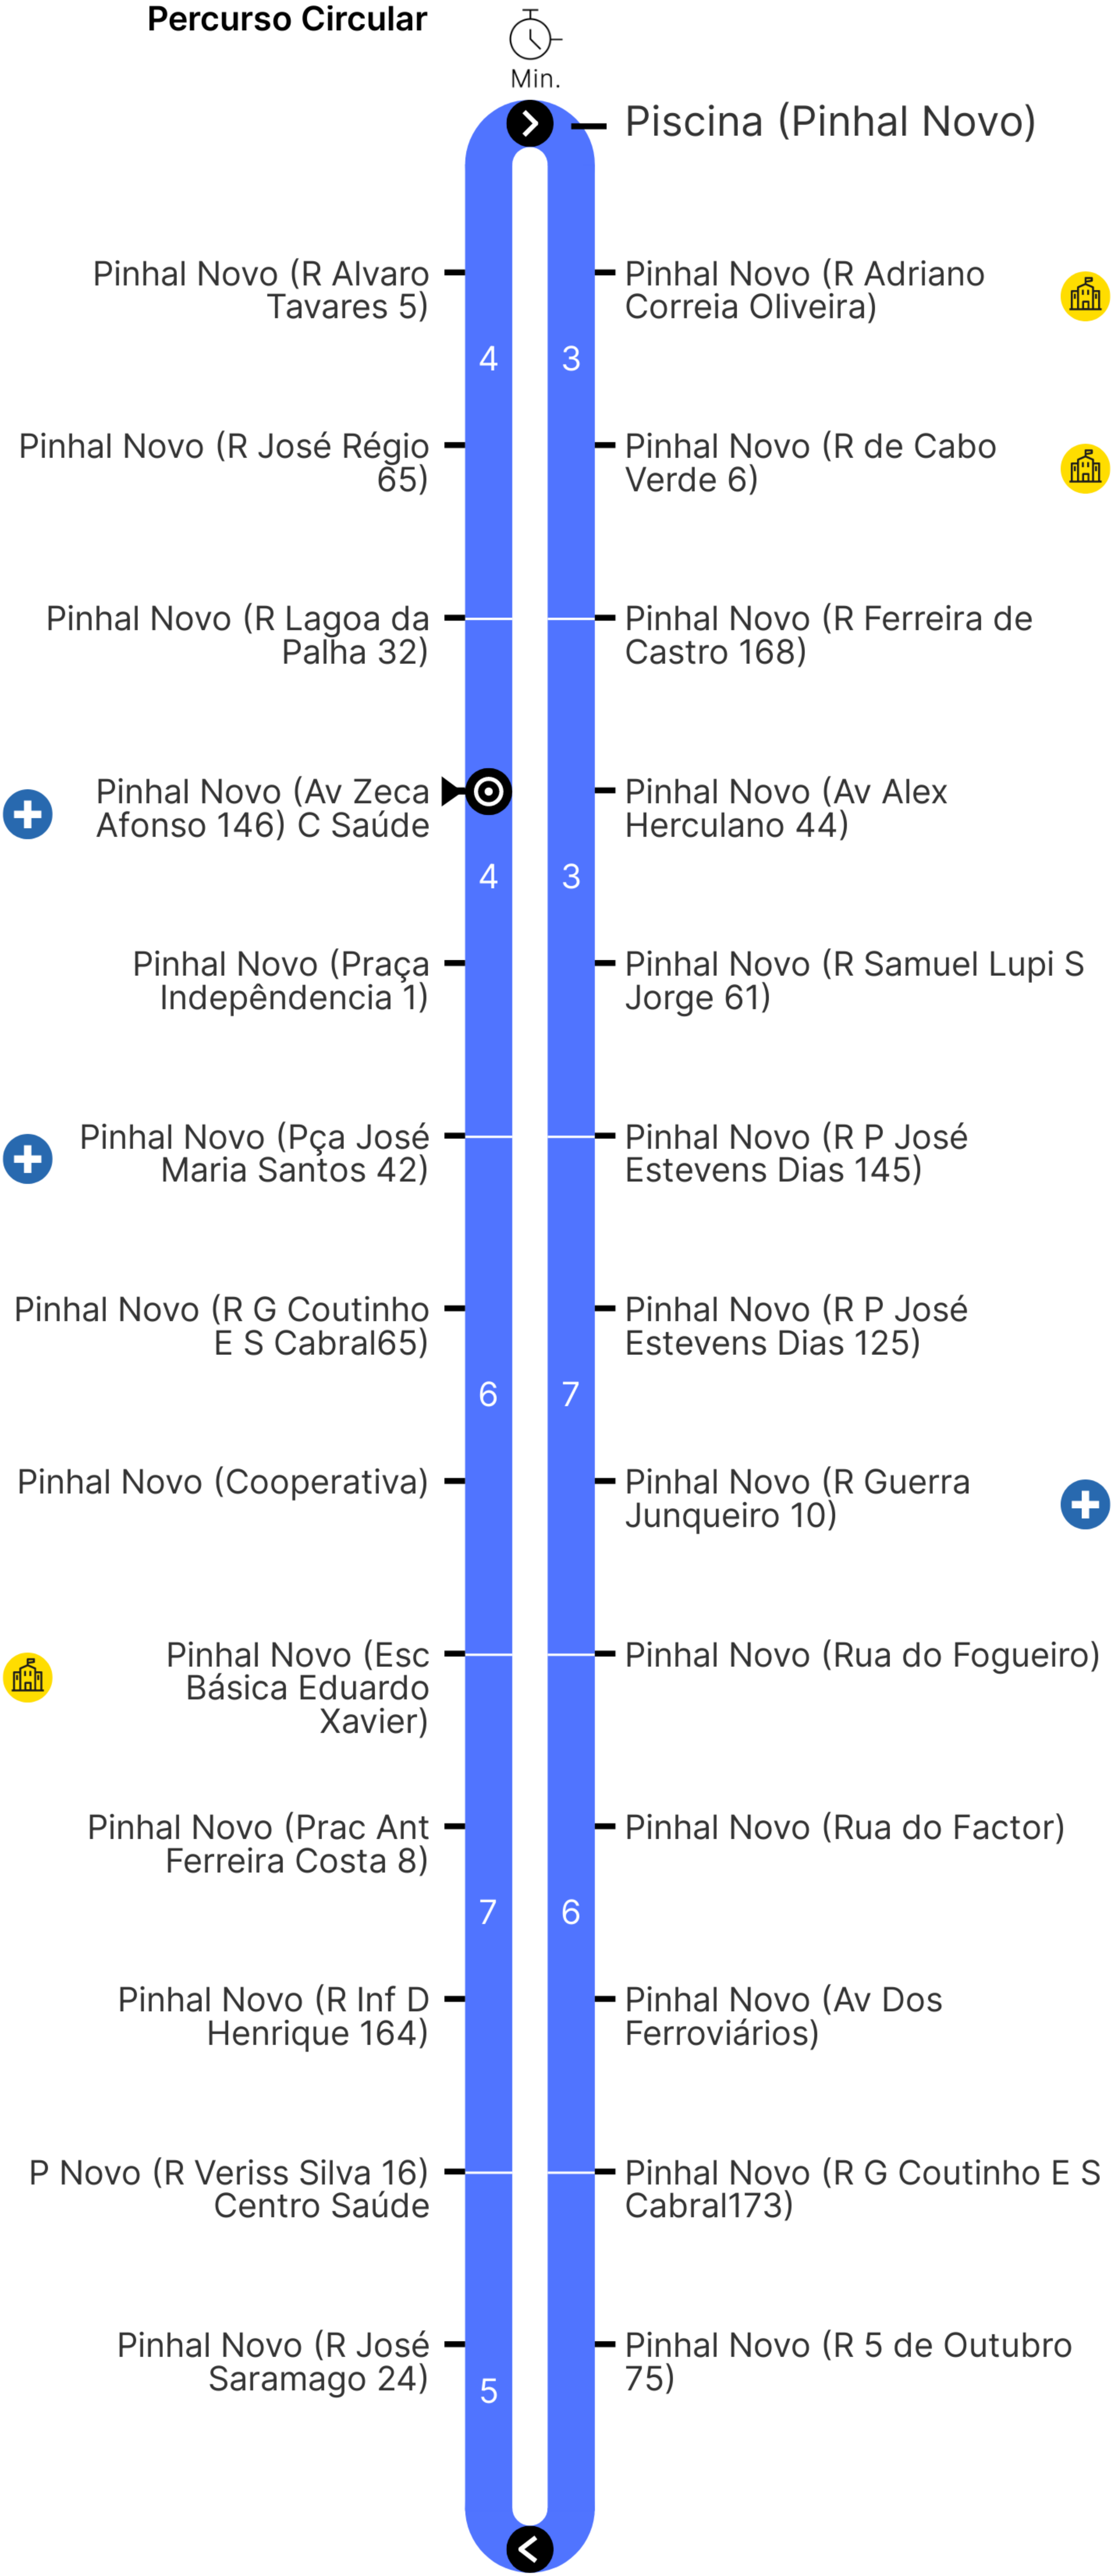 Percurso Circular
Min.
Piscina (Pinhal Novo)
Pinhal Novo (R Alvaro
Tavares 5)
Pinhal Novo (R Adriano
Correia Oliveira)
4
3
Pinhal Novo (R José Régio
65)
Pinhal Novo (R de Cabo
Verde 6)
Pinhal Novo (R Lagoa da
Palha 32)
Pinhal Novo (R Ferreira de
Castro 168)
Pinhal Novo (Av Zeca
Afonso 146) C Saúde
Pinhal Novo (Av Alex
Herculano 44)
4
3
Pinhal Novo (Praça
Indepêndencia 1)
Pinhal Novo (R Samuel Lupi S
Jorge 61)
Pinhal Novo (Pça José
Maria Santos 42)
Pinhal Novo (R P José
Estevens Dias 145)
Pinhal Novo (R G Coutinho
E S Cabral65)
Pinhal Novo (R P José
Estevens Dias 125)
6
7
Pinhal Novo (Cooperativa)
Pinhal Novo (R Guerra
Junqueiro 10)
Pinhal Novo (Esc
Básica Eduardo
Xavier)
Pinhal Novo (Rua do Fogueiro)
Pinhal Novo (Prac Ant
Ferreira Costa 8)
Pinhal Novo (Rua do Factor)
7
6
Pinhal Novo (R Inf D
Henrique 164)
Pinhal Novo (Av Dos
Ferroviários)
P Novo (R Veriss Silva 16)
Centro Saúde
Pinhal Novo (R G Coutinho E S
Cabral173)
Pinhal Novo (R José
Saramago 24)
Pinhal Novo (R 5 de Outubro
75)
5